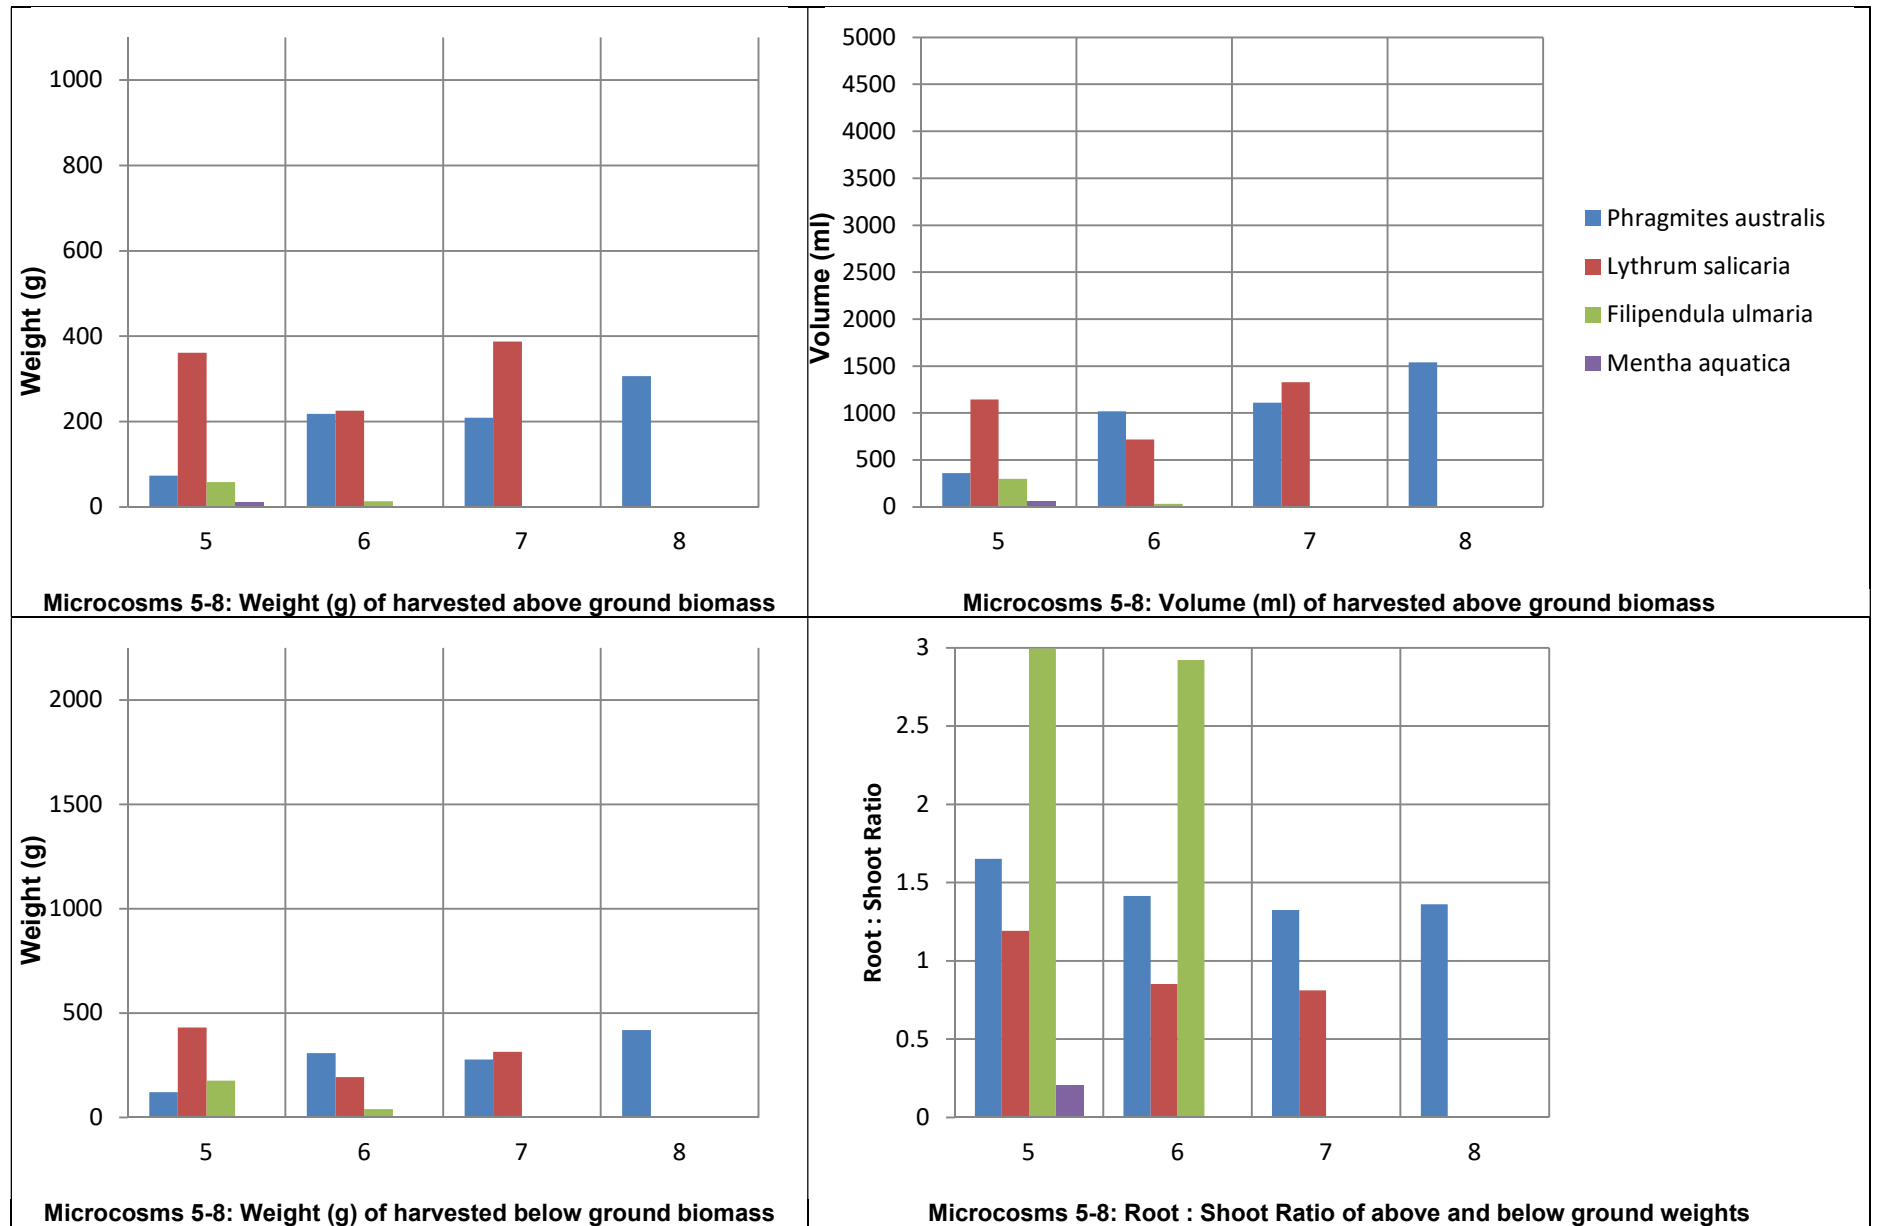 1000
800
600
400
200
0
Weight (g)
5 6 7 8
Microcosms 5-8: Weight (g) of harvested above ground biomass
5000
4500
4000
3500
3000
2500
2000
1500
1000
500
0
Volume (ml)
5 6 7 8
Microcosms 5-8: Volume (ml) of harvested above ground biomass
Phragmites australis
Lythrum salicaria
Filipendula ulmaria
Mentha aquatica
2000
1500
1000
500
0
Weight (g)
5 6 7 8
Microcosms 5-8: Weight (g) of harvested below ground biomass
3
2.5
2
1.5
1
0.5
0
Root : Shoot Ratio
5 6 7 8
Microcosms 5-8: Root : Shoot Ratio of above and below ground weights